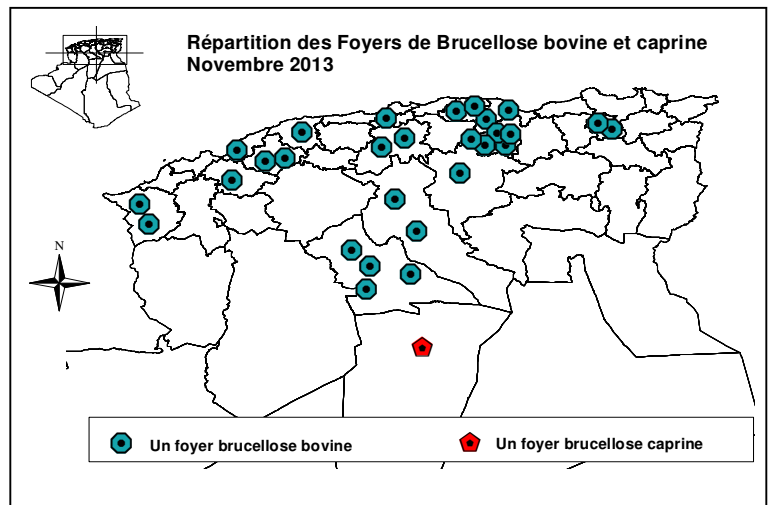 Répartition des Foyers de Brucellose bovine et caprine
Novembre 2013
N
Un foyer brucellose bovine
Un foyer brucellose caprine